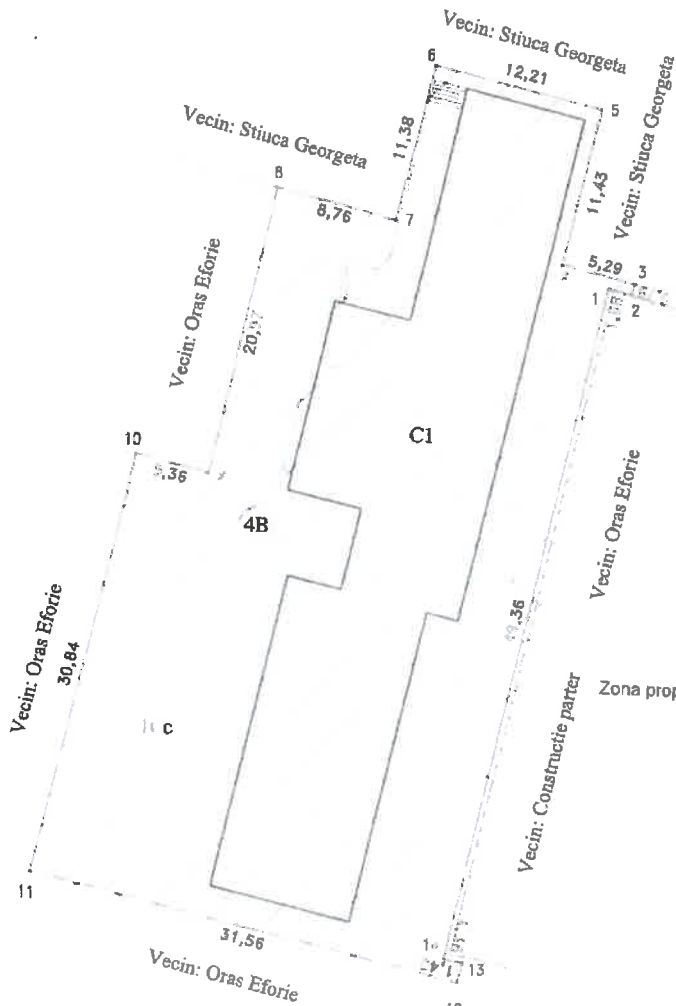 Vecin: Stiuca Georgeta
6
12,21
5
Vecin: Stiuca Georgeta
11,38
11,43
Vecin: Stiuca Georgeta
8
8,76
7
5,29
3
1
2
Vecin: Oras Eforie
C1
10
4B
Vecin: Oras Eforie
Vecin: Oras Eforie
30,84
Zona prop
Vecin: Constructie parter
11
31,56
13
Vecin: Oras Eforie